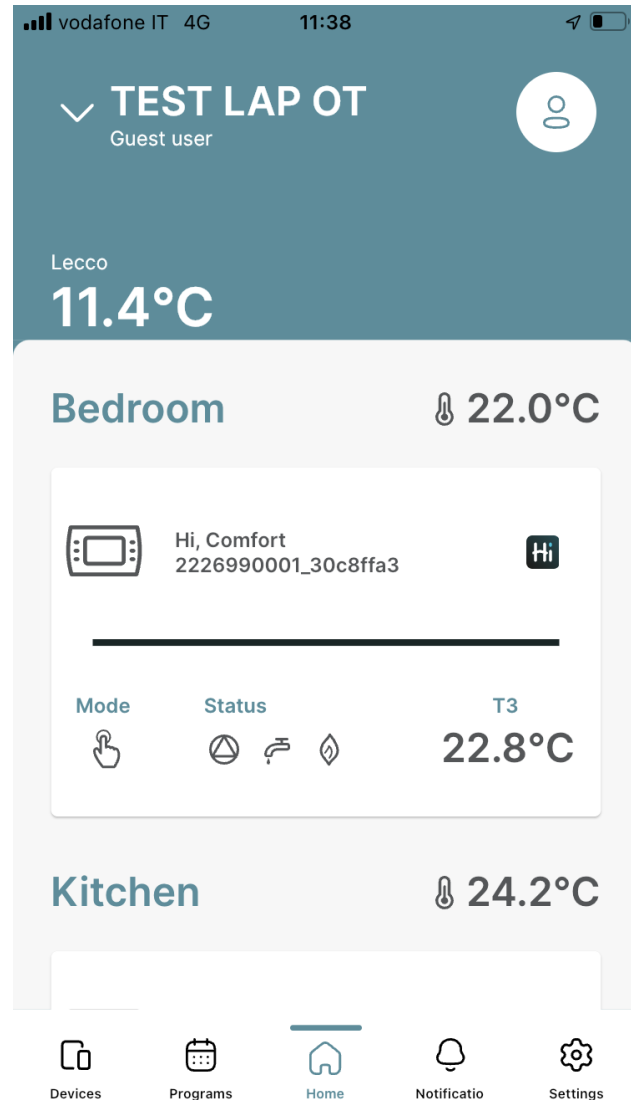 vodafone IT 4G 11:38
TEST LAP OT
Guest user
Lecco
11.4°C
Bedroom 22.0°C
Hi, Comfort
2226990001_30c8ffa3
Hi
Mode Status T3
22.8°C
Kitchen 24.2°C
Devices Programs Home Notificatio Settings